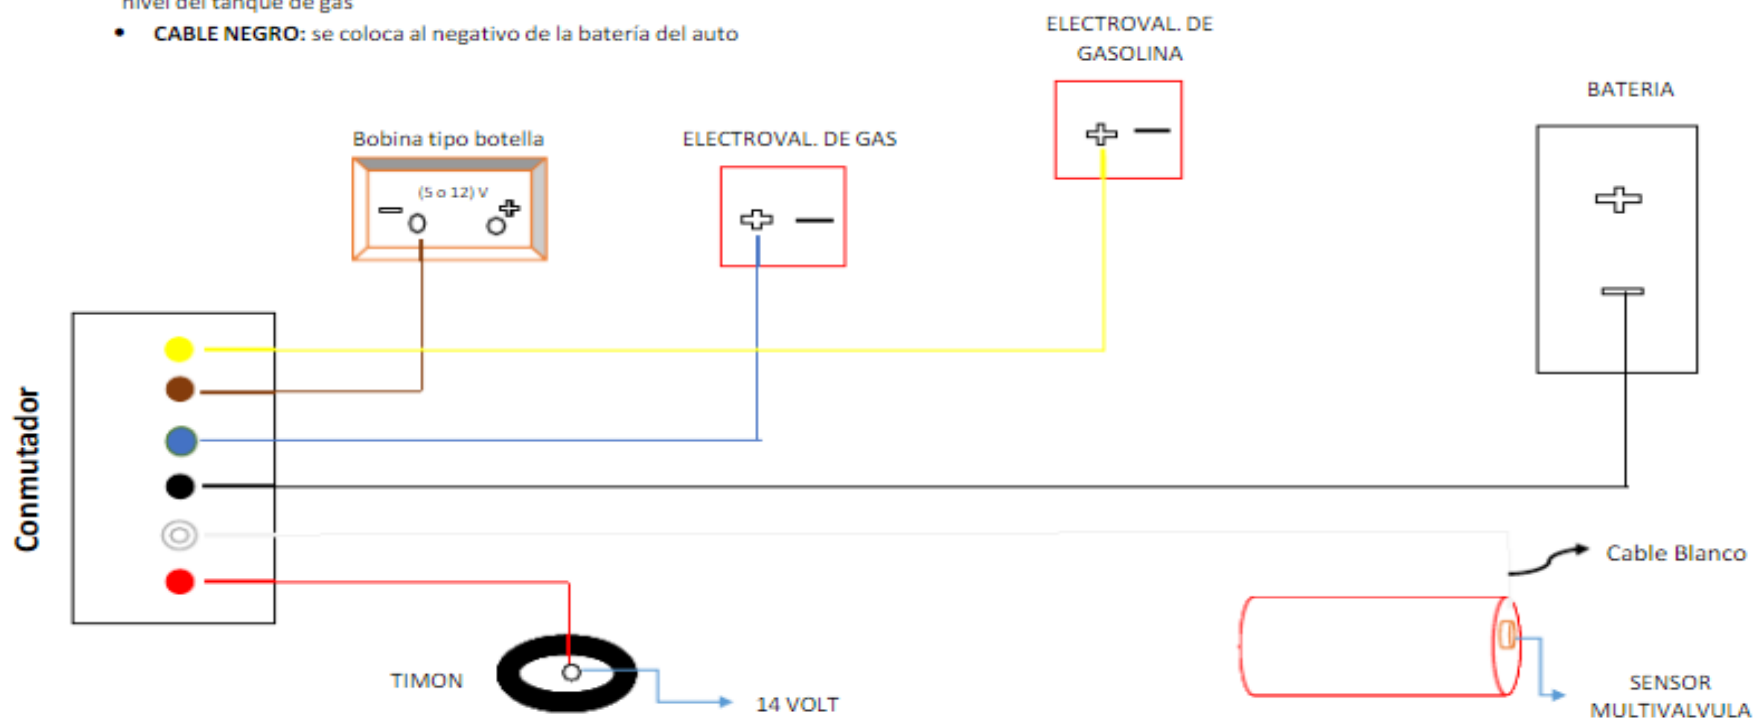 nivel del tanque de gas
• CABLE NEGRO: se coloca al negativo de la batería del auto
ELECTROVAL. DE
GASOLINA
BATERIA
Bobina tipo botella
ELECTROVAL. DE GAS
(5 o 12) V
Conmutador
Cable Blanco
TIMON
14 VOLT
SENSOR
MULTIVALVULA